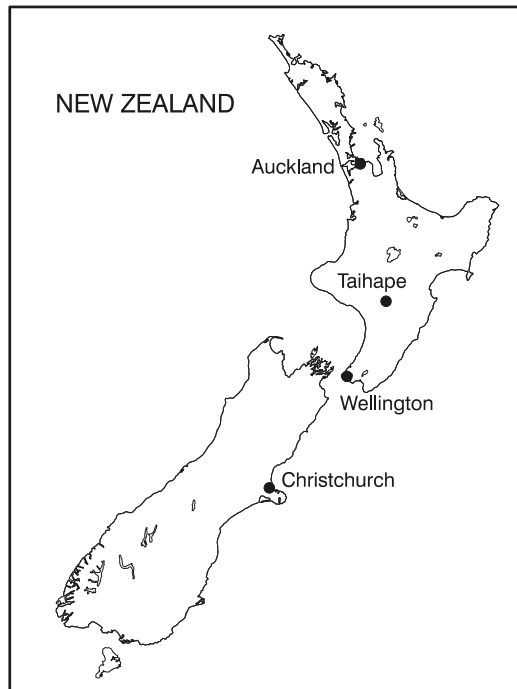 NEW ZEALAND
Auckland
Taihape
Wellington
Christchurch